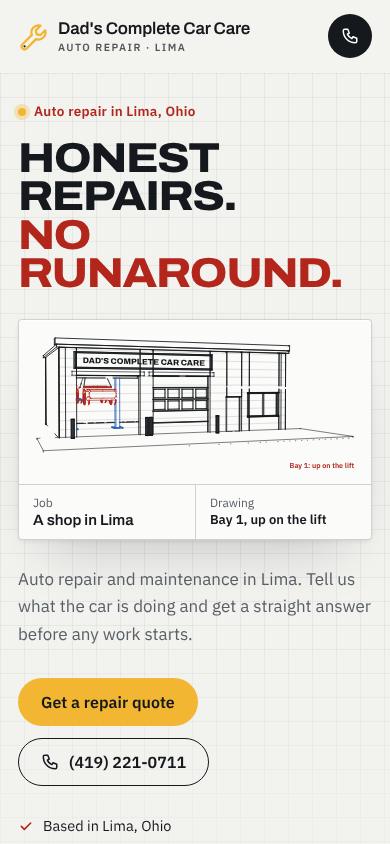 Dad's Complete Car Care
AUTO REPAIR · LIMA
Auto repair in Lima, Ohio
HONEST
REPAIRS.
NO
RUNAROUND.
DAD'S COMPLETE CAR CARE
Bay 1: up on the lift
Job
A shop in Lima
Drawing
Bay 1, up on the lift
Auto repair and maintenance in Lima. Tell us
what the car is doing and get a straight answer
before any work starts.
Get a repair quote
(419) 221-0711
Based in Lima, Ohio